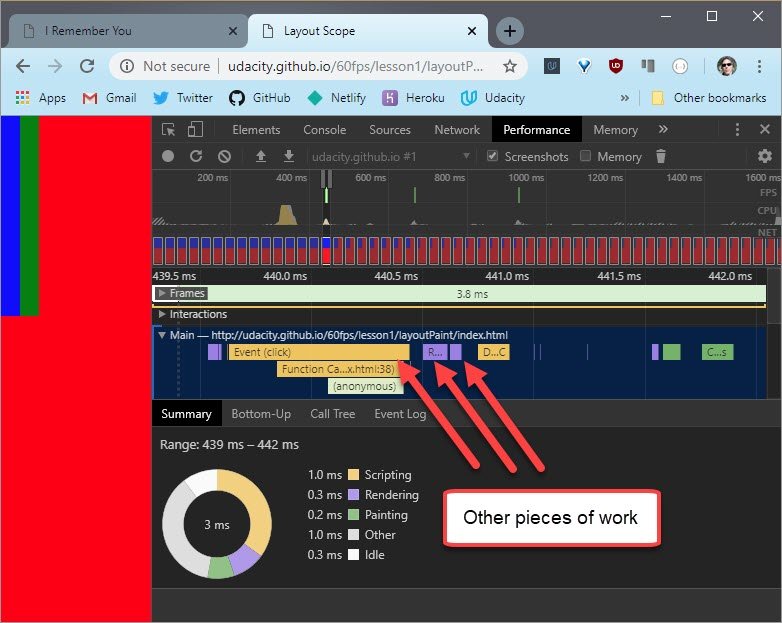 I Remember You
Layout Scope
Not secure | udacity.github.io/60fps/lesson1/layoutP...
Apps Gmail Twitter GitHub Netlify Heroku Udacity » Other bookmarks
Elements Console Sources Network Performance Memory »
udacity.github.io #1 Screenshots Memory
200 ms 400 ms 600 ms 800 ms 1000 ms 1200 ms 1400 ms 1600 ms
FPS
CPU
NET
439.5 ms 440.0 ms 440.5 ms 441.0 ms 441.5 ms 442.0 ms
Frames 3.8 ms
Interactions
Main — http://udacity.github.io/60fps/lesson1/layoutPaint/index.html
Event (click) R... D...C C...s
Function Ca...x.html:38)
(anonymous)
Summary Bottom-Up Call Tree Event Log
Range: 439 ms – 442 ms
1.0 ms Scripting
0.3 ms Rendering
0.2 ms Painting
1.0 ms Other
0.3 ms Idle
3 ms
Other pieces of work